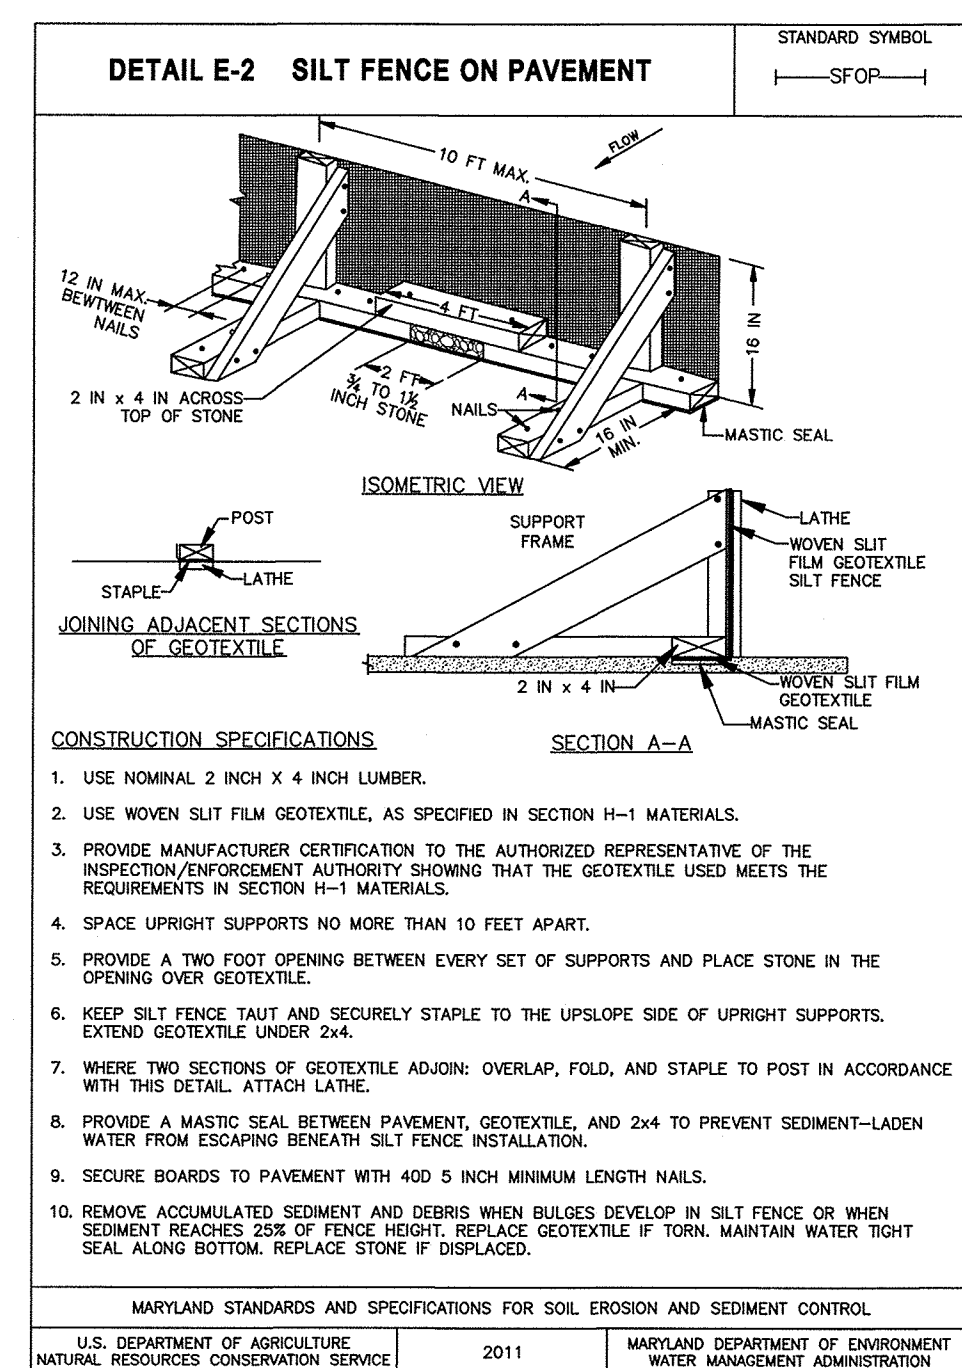 DETAIL E-2 SILT FENCE ON PAVEMENT
STANDARD SYMBOL
SFOP
FLOW
10 FT MAX.
A
12 IN MAX.
BEWTWEEN
NAILS
4 FT
16 IN
2 FT
¾ TO 1½
INCH STONE
2 IN x 4 IN ACROSS
TOP OF STONE
A
NAILS
16 IN
MIN.
MASTIC SEAL
ISOMETRIC VIEW
POST
STAPLE
LATHE
JOINING ADJACENT SECTIONS
OF GEOTEXTILE
SUPPORT
FRAME
LATHE
WOVEN SLIT
FILM GEOTEXTILE
SILT FENCE
2 IN x 4 IN
WOVEN SLIT FILM
GEOTEXTILE
MASTIC SEAL
SECTION A-A
CONSTRUCTION SPECIFICATIONS
1. USE NOMINAL 2 INCH X 4 INCH LUMBER.
2. USE WOVEN SLIT FILM GEOTEXTILE, AS SPECIFIED IN SECTION H-1 MATERIALS.
3. PROVIDE MANUFACTURER CERTIFICATION TO THE AUTHORIZED REPRESENTATIVE OF THE
INSPECTION/ENFORCEMENT AUTHORITY SHOWING THAT THE GEOTEXTILE USED MEETS THE
REQUIREMENTS IN SECTION H-1 MATERIALS.
4. SPACE UPRIGHT SUPPORTS NO MORE THAN 10 FEET APART.
5. PROVIDE A TWO FOOT OPENING BETWEEN EVERY SET OF SUPPORTS AND PLACE STONE IN THE
OPENING OVER GEOTEXTILE.
6. KEEP SILT FENCE TAUT AND SECURELY STAPLE TO THE UPSLOPE SIDE OF UPRIGHT SUPPORTS.
EXTEND GEOTEXTILE UNDER 2x4.
7. WHERE TWO SECTIONS OF GEOTEXTILE ADJOIN: OVERLAP, FOLD, AND STAPLE TO POST IN ACCORDANCE
WITH THIS DETAIL. ATTACH LATHE.
8. PROVIDE A MASTIC SEAL BETWEEN PAVEMENT, GEOTEXTILE, AND 2x4 TO PREVENT SEDIMENT-LADEN
WATER FROM ESCAPING BENEATH SILT FENCE INSTALLATION.
9. SECURE BOARDS TO PAVEMENT WITH 40D 5 INCH MINIMUM LENGTH NAILS.
10. REMOVE ACCUMULATED SEDIMENT AND DEBRIS WHEN BULGES DEVELOP IN SILT FENCE OR WHEN
SEDIMENT REACHES 25% OF FENCE HEIGHT. REPLACE GEOTEXTILE IF TORN. MAINTAIN WATER TIGHT
SEAL ALONG BOTTOM. REPLACE STONE IF DISPLACED.
MARYLAND STANDARDS AND SPECIFICATIONS FOR SOIL EROSION AND SEDIMENT CONTROL
U.S. DEPARTMENT OF AGRICULTURE
NATURAL RESOURCES CONSERVATION SERVICE
2011
MARYLAND DEPARTMENT OF ENVIRONMENT
WATER MANAGEMENT ADMINISTRATION